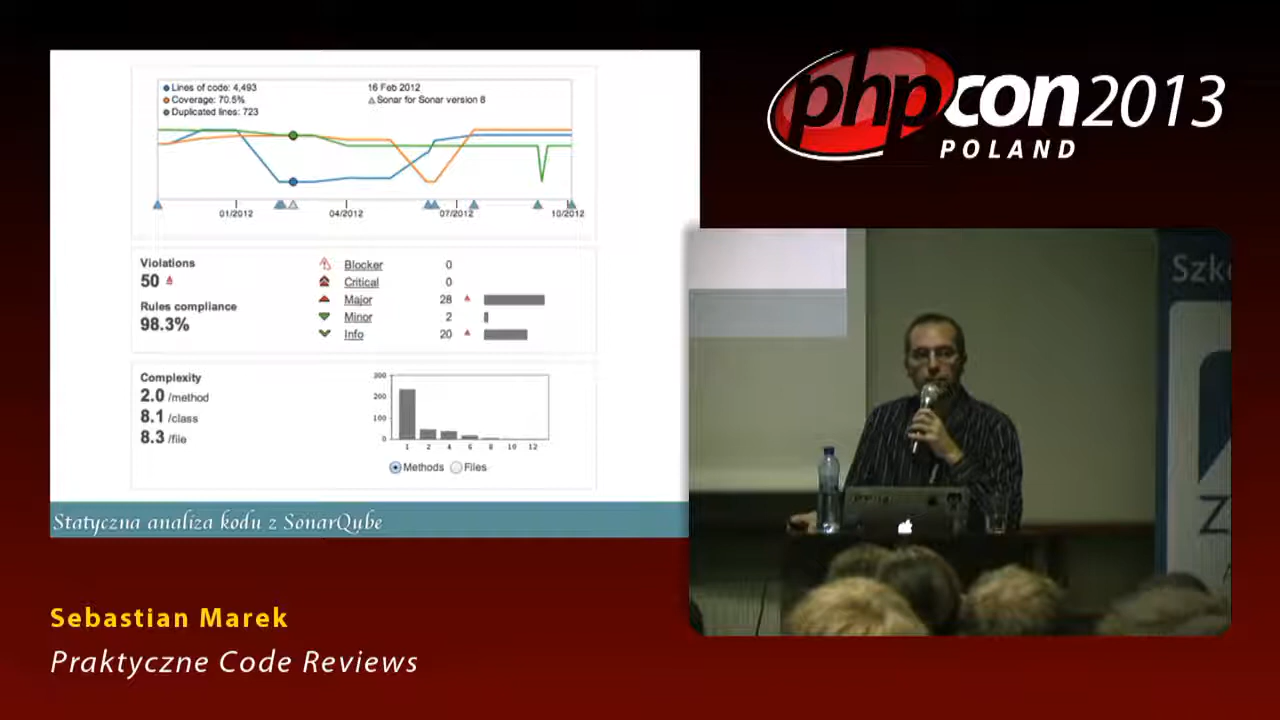 Lines of code: 4,493
Coverage: 70.5%
Duplicated lines: 723
16 Feb 2012
Sonar for Sonar version 8
01/2012 04/2012 07/2012 10/2012
Violations
50
Rules compliance
98.3%
Blocker 0
Critical 0
Major 28
Minor 2
Info 20
Complexity
2.0 /method
8.1 /class
8.3 /file
300
200
100
0
1 2 4 6 8 10 12
Methods Files
Statyczna analiza kodu z SonarQube
phpcon 2013
POLAND
Szk
Z
Sebastian Marek
Praktyczne Code Reviews